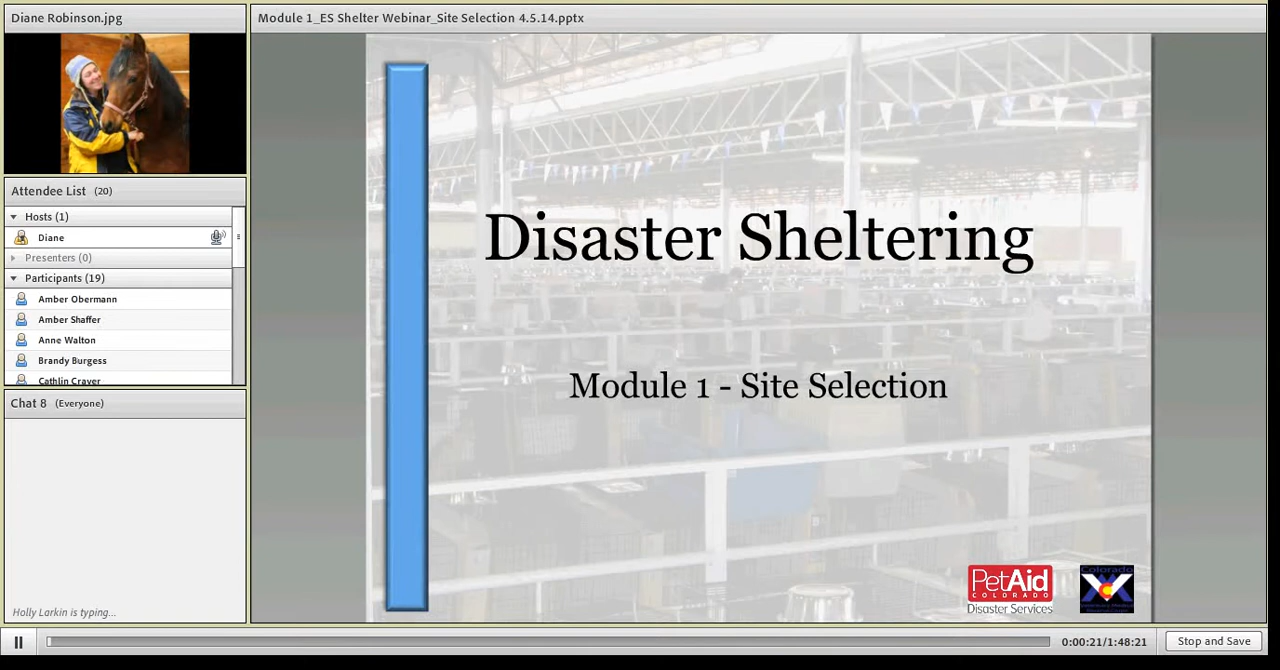 Diane Robinson.jpg
Module 1_ES Shelter Webinar_Site Selection 4.5.14.pptx
Attendee List (20)
Hosts (1)
Diane
Presenters (0)
Participants (19)
Amber Obermann
Amber Shaffer
Anne Walton
Brandy Burgess
Cathlin Craver
Chat 8 (Everyone)
Holly Larkin is typing...
Disaster Sheltering
Module 1 - Site Selection
PetAid
COLORADO
Disaster Services
Colorado
0:00:21/1:48:21
Stop and Save